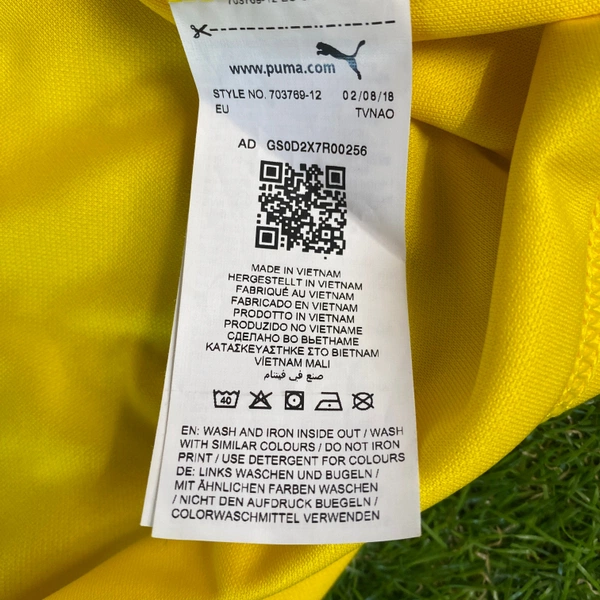 www.puma.com
STYLE NO. 703769-12 02/08/18
EU TVNAO
AD GS0D2X7R00256
MADE IN VIETNAM
HERGESTELLT IN VIETNAM
FABRIQUÉ AU VIETNAM
FABRICADO EN VIETNAM
PRODOTTO IN VIETNAM
PRODUZIDO NO VIETNAME
СДЕЛАНО ВО ВЬЕТНАМЕ
ΚΑΤΑΣΚΕΥΑΣΤΗΚΕ ΣΤΟ ΒΙΕΤΝΑΜ
VİETNAM MALI
صنع في فيتنام
40
EN: WASH AND IRON INSIDE OUT / WASH
WITH SIMILAR COLOURS / DO NOT IRON
PRINT / USE DETERGENT FOR COLOURS
DE: LINKS WASCHEN UND BUGELN /
MIT ÄHNLICHEN FARBEN WASCHEN
/ NICHT DEN AUFDRUCK BUEGELN /
COLORWASCHMITTEL VERWENDEN